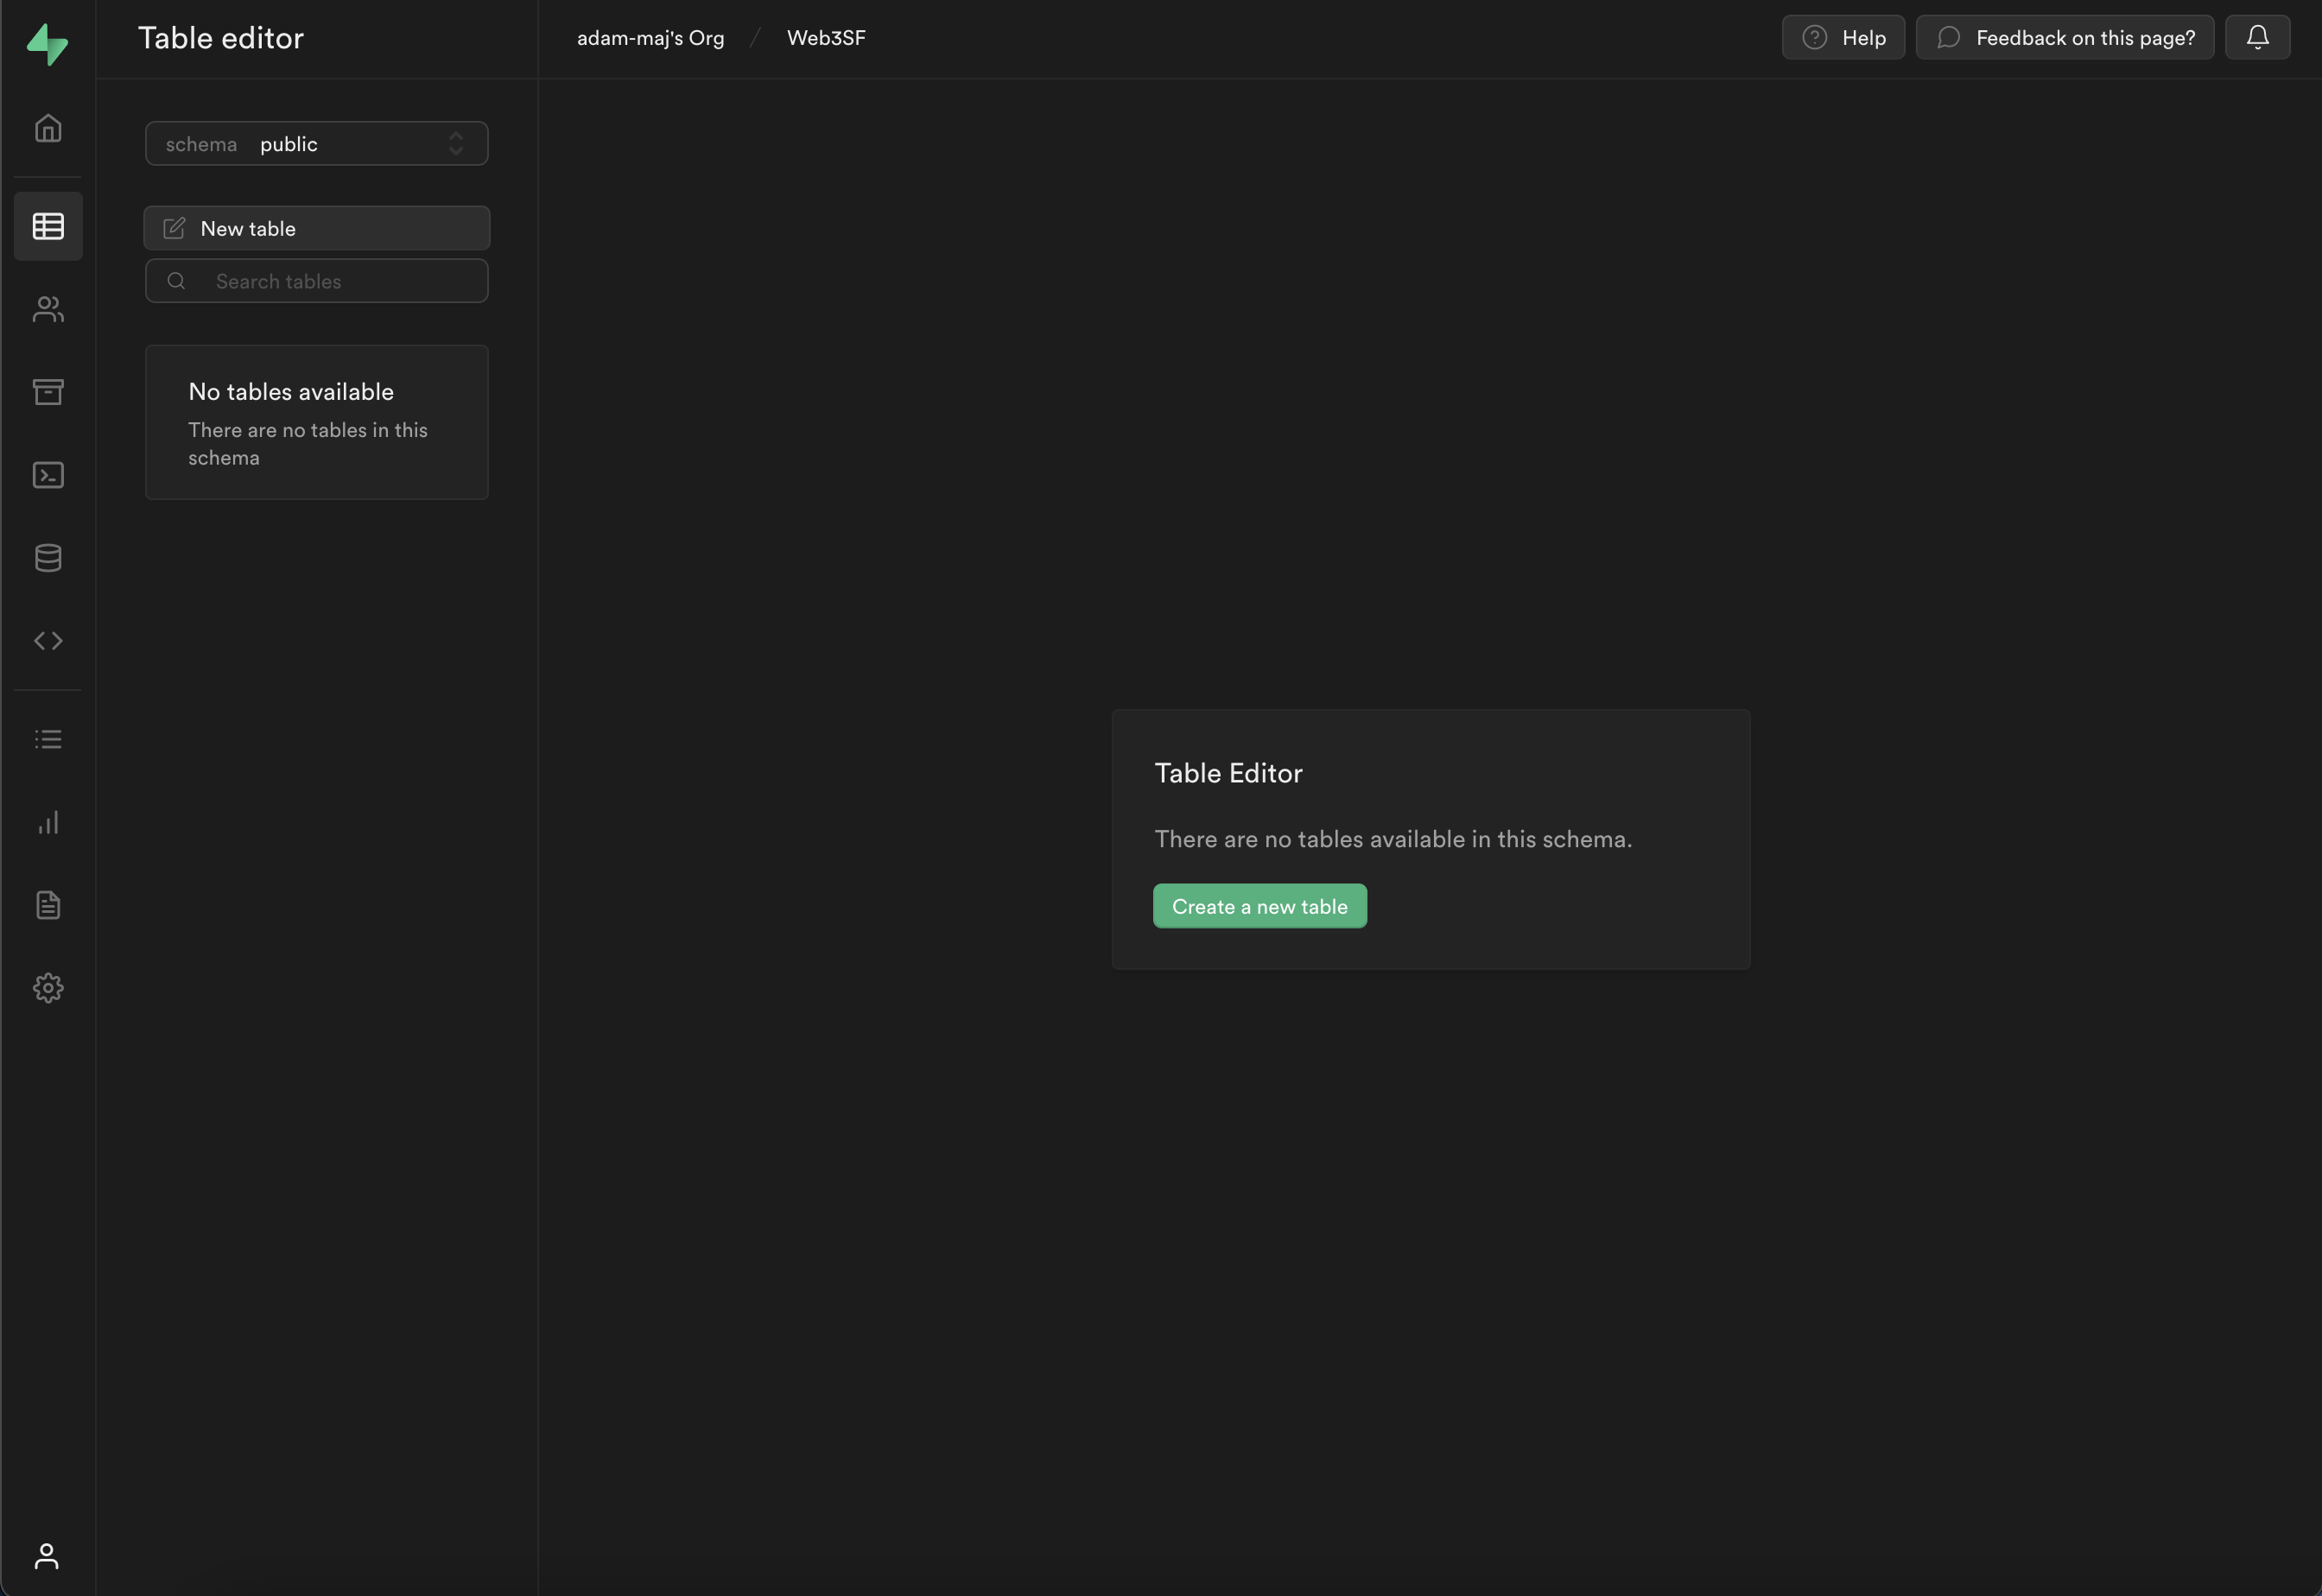 Table editor
adam-maj's Org / Web3SF
Help
Feedback on this page?
schema public
New table
Search tables
No tables available
There are no tables in this
schema
Table Editor
There are no tables available in this schema.
Create a new table